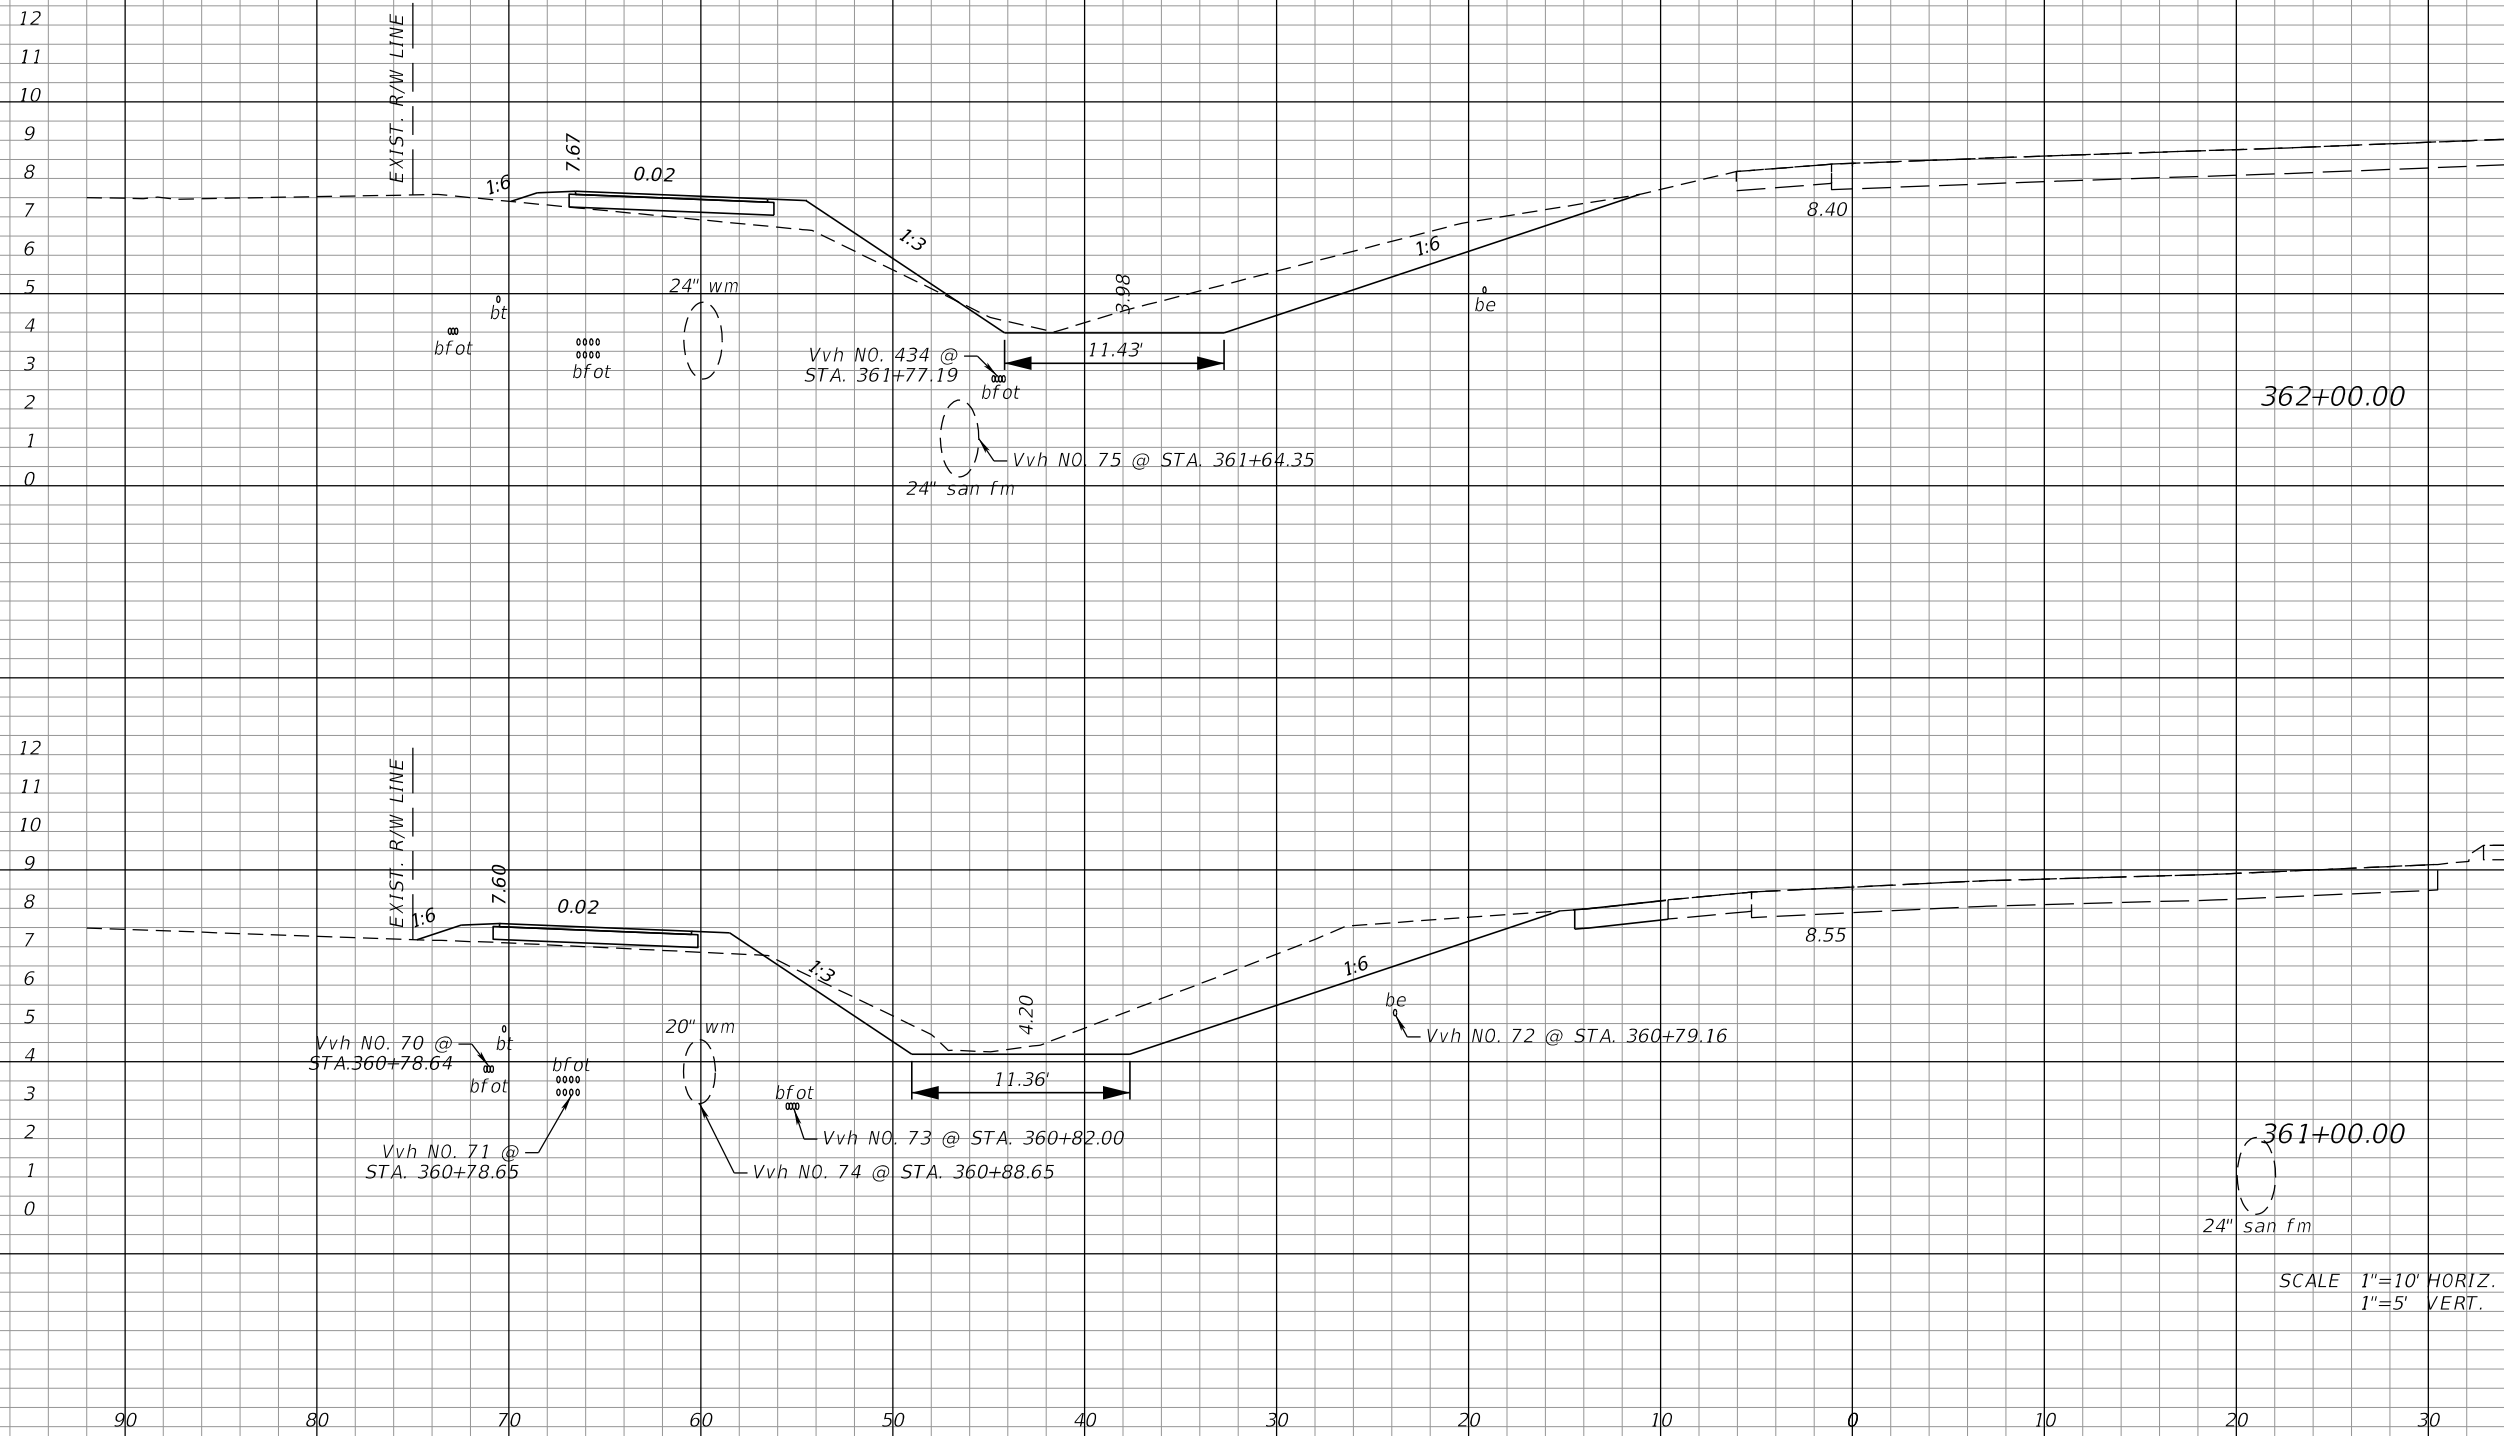 12
11
10
9
8
7
6
5
4
3
2
1
0
EXIST. R/W LINE
1:6
7.67
0.02
1:3
3.98
1:6
8.40
24" wm
bt
bfot
bfot
be
Vvh NO. 434 @
STA. 361+77.19
bfot
11.43'
Vvh NO. 75 @ STA. 361+64.35
24" san fm
362+00.00
12
11
10
9
8
7
6
5
4
3
2
1
0
EXIST. R/W LINE
1:6
7.60
0.02
1:3
4.20
1:6
8.55
20" wm
be
Vvh NO. 72 @ STA. 360+79.16
Vvh NO. 70 @
STA.360+78.64
bt
bfot
bfot
bfot
11.36'
Vvh NO. 73 @ STA. 360+82.00
Vvh NO. 71 @
STA. 360+78.65
Vvh NO. 74 @ STA. 360+88.65
361+00.00
24" san fm
SCALE 1"=10' HORIZ.
1"=5' VERT.
90 80 70 60 50 40 30 20 10 0 10 20 30